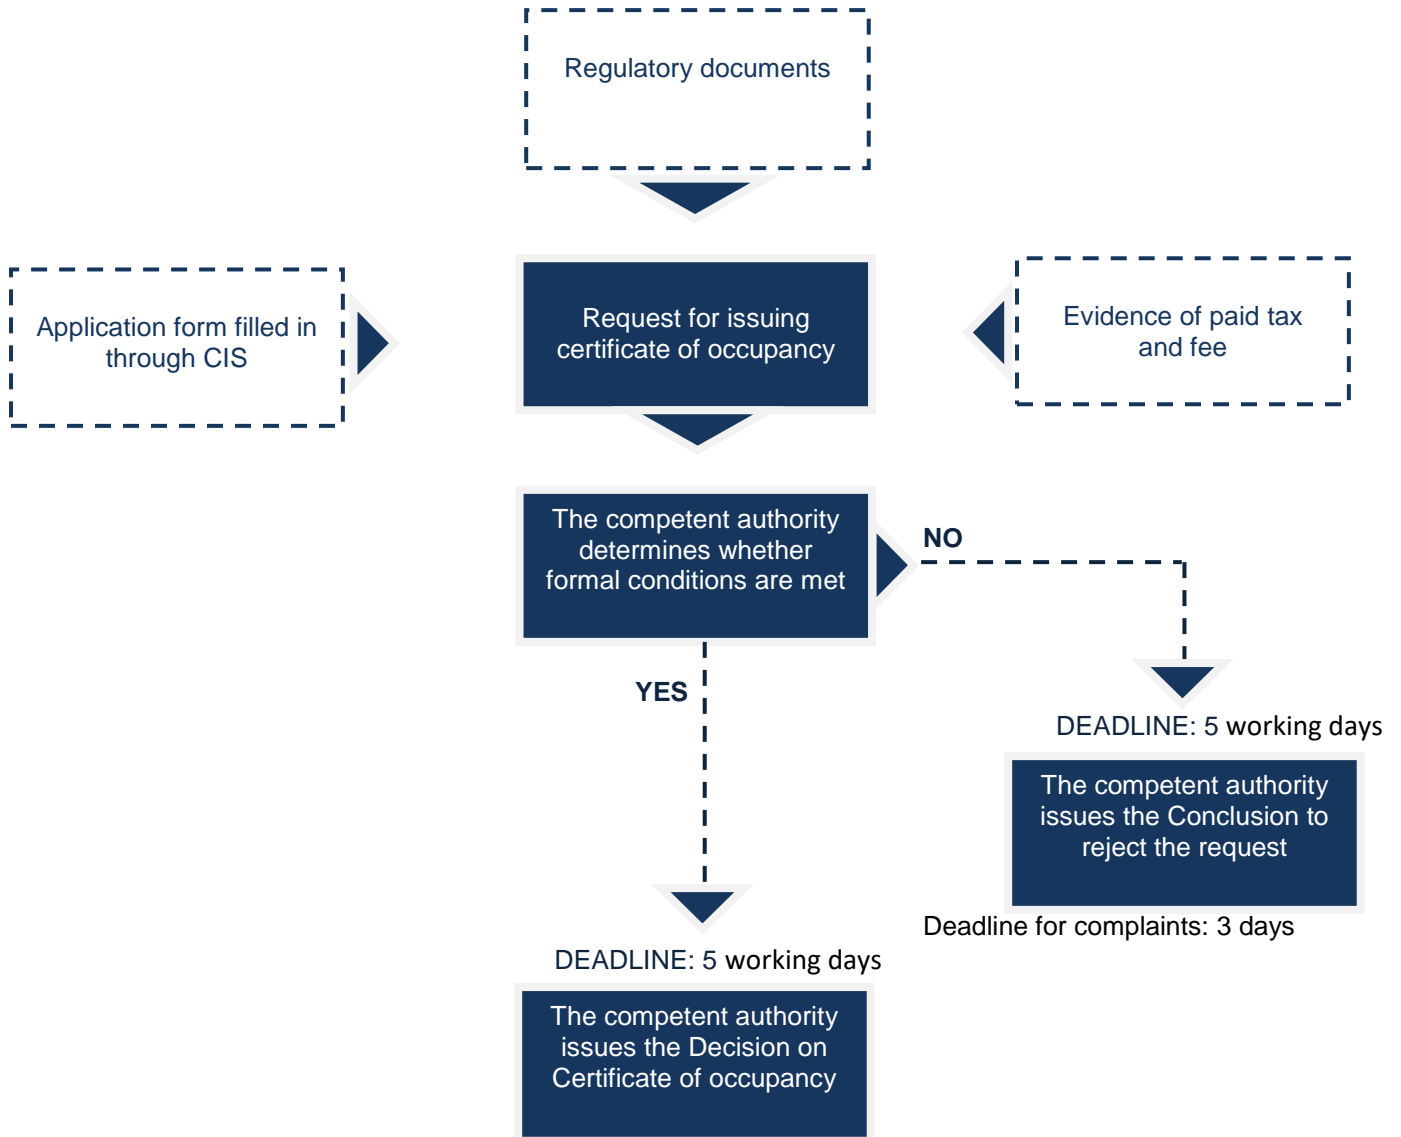 Regulatory documents
Application form filled in
through CIS
Request for issuing
certificate of occupancy
Evidence of paid tax
and fee
The competent authority
determines whether
formal conditions are met
NO
YES
DEADLINE: 5 working days
The competent authority
issues the Conclusion to
reject the request
Deadline for complaints: 3 days
DEADLINE: 5 working days
The competent authority
issues the Decision on
Certificate of occupancy